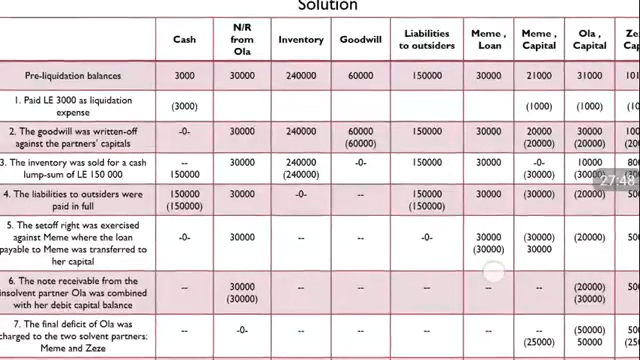 Solution
Cash N/R from Ola Inventory Goodwill Liabilities to outsiders Meme , Loan Meme , Capital Ola , Capital
Pre-liquidation balances 3000 30000 240000 60000 150000 30000 21000 31000
1. Paid LE 3000 as liquidation expense (3000) (1000) (1000)
2. The goodwill was written-off against the partners' capitals -0- 30000 240000 60000 (60000) 150000 30000 20000 (20000) 30000 (20000)
3. The inventory was sold for a cash lump-sum of LE 150 000 -- 150000 30000 240000 (240000) -0- 150000 30000 -0- (30000) 10000
4. The liabilities to outsiders were paid in full 150000 (150000) 30000 -0- -- 150000 (150000) 30000 (30000) (20000)
5. The setoff right was exercised against Meme where the loan payable to Meme was transferred to her capital -0- 30000 -- -- -0- 30000 (30000) (30000) 30000 (20000)
6. The note receivable from the insolvent partner Ola was combined with her debit capital balance -- 30000 (30000) -- -- -- -- -- (20000) (30000)
7. The final deficit of Ola was charged to the two solvent partners: Meme and Zeze -- -0- -- -- -- -- -- (25000) (50000) 50000
27:48